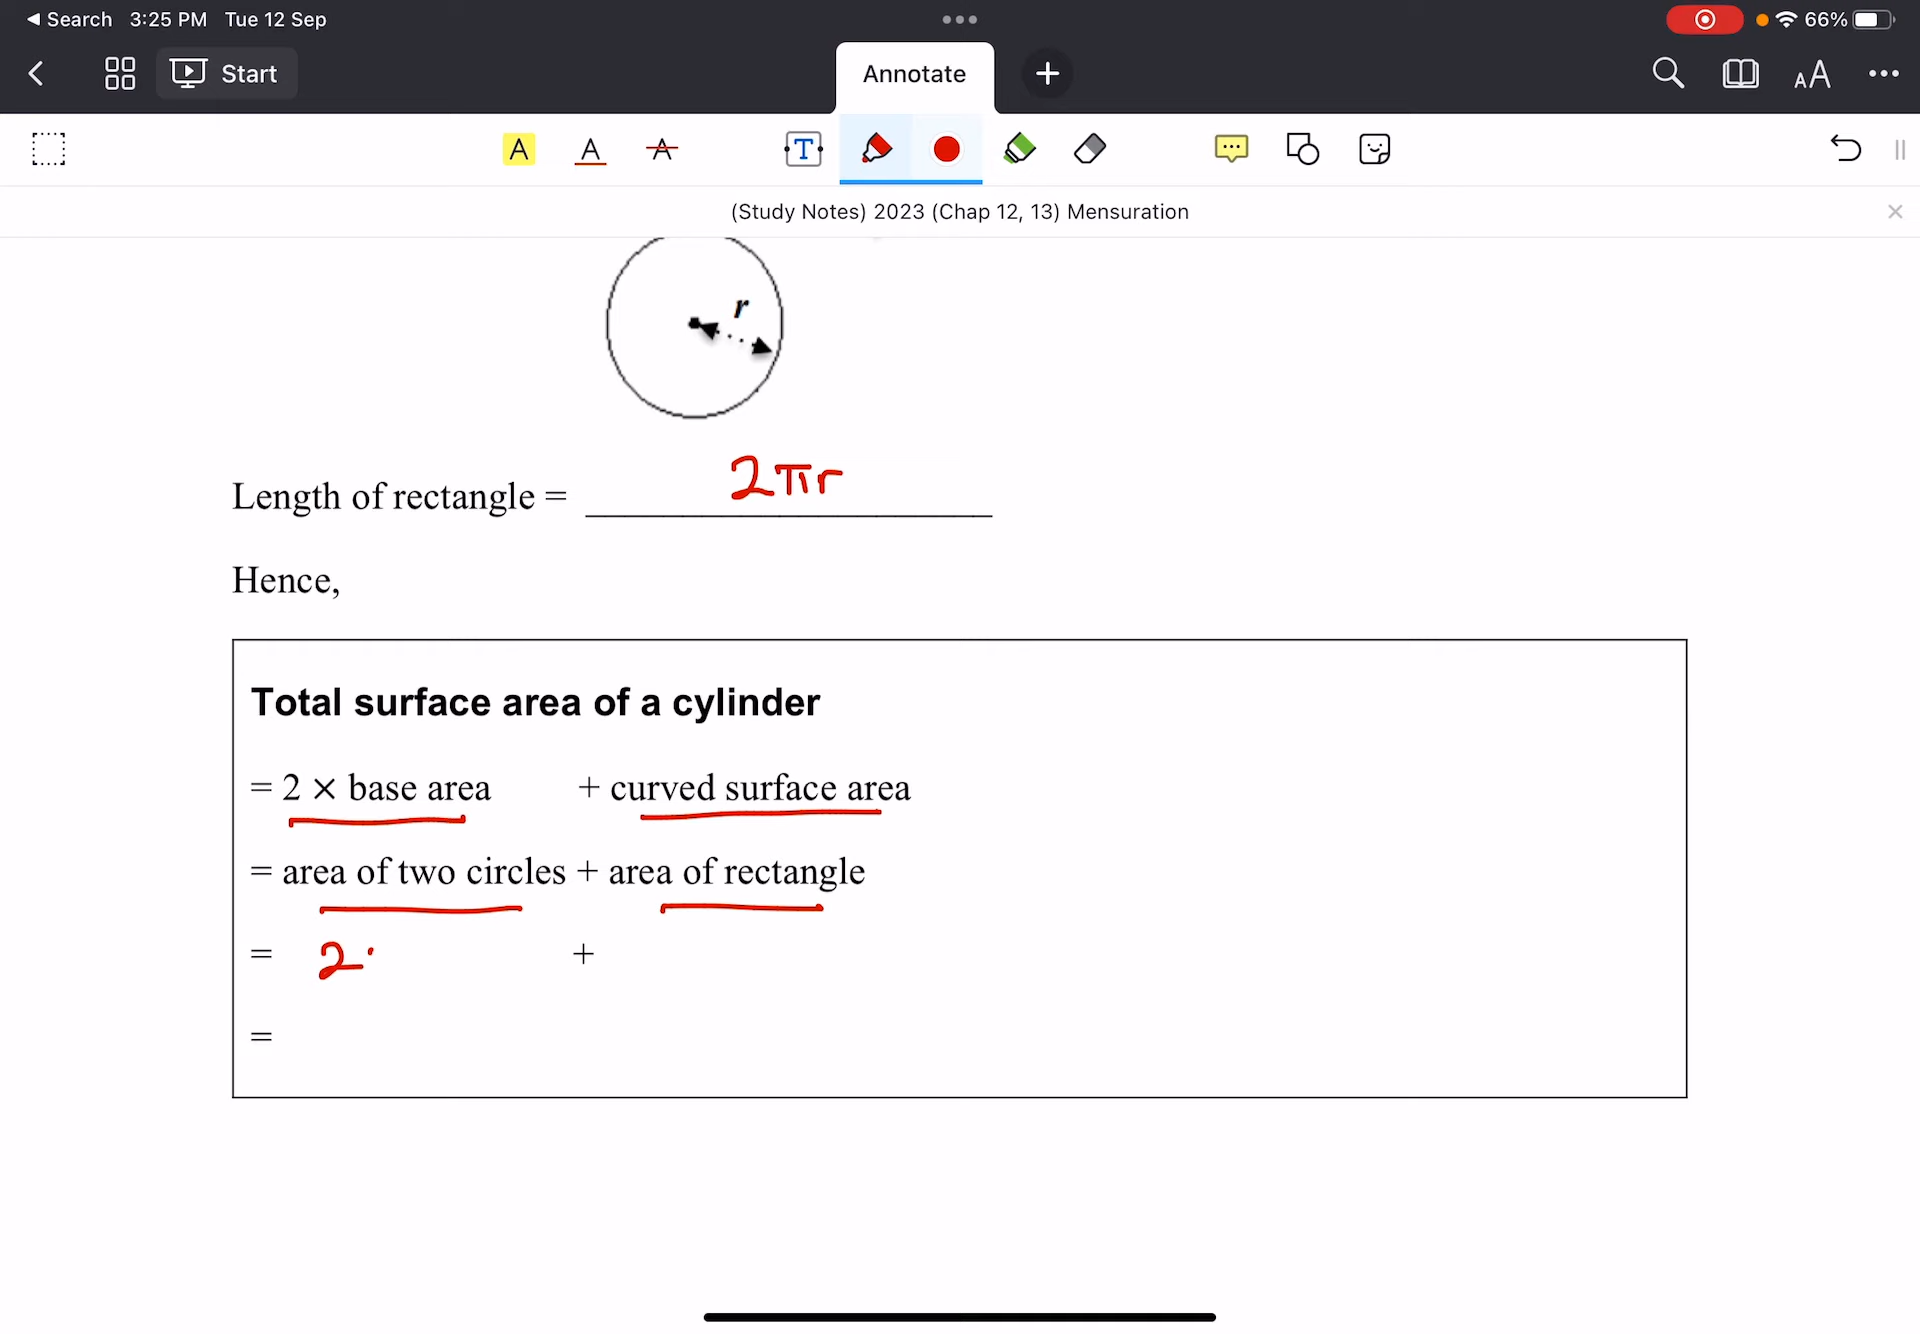 Search 3:25 PM Tue 12 Sep 66%
Start Annotate AA
A A A T
(Study Notes) 2023 (Chap 12, 13) Mensuration
r
Length of rectangle = 2πr
Hence,
Total surface area of a cylinder
= 2 × base area + curved surface area
= area of two circles + area of rectangle
= 2 +
=